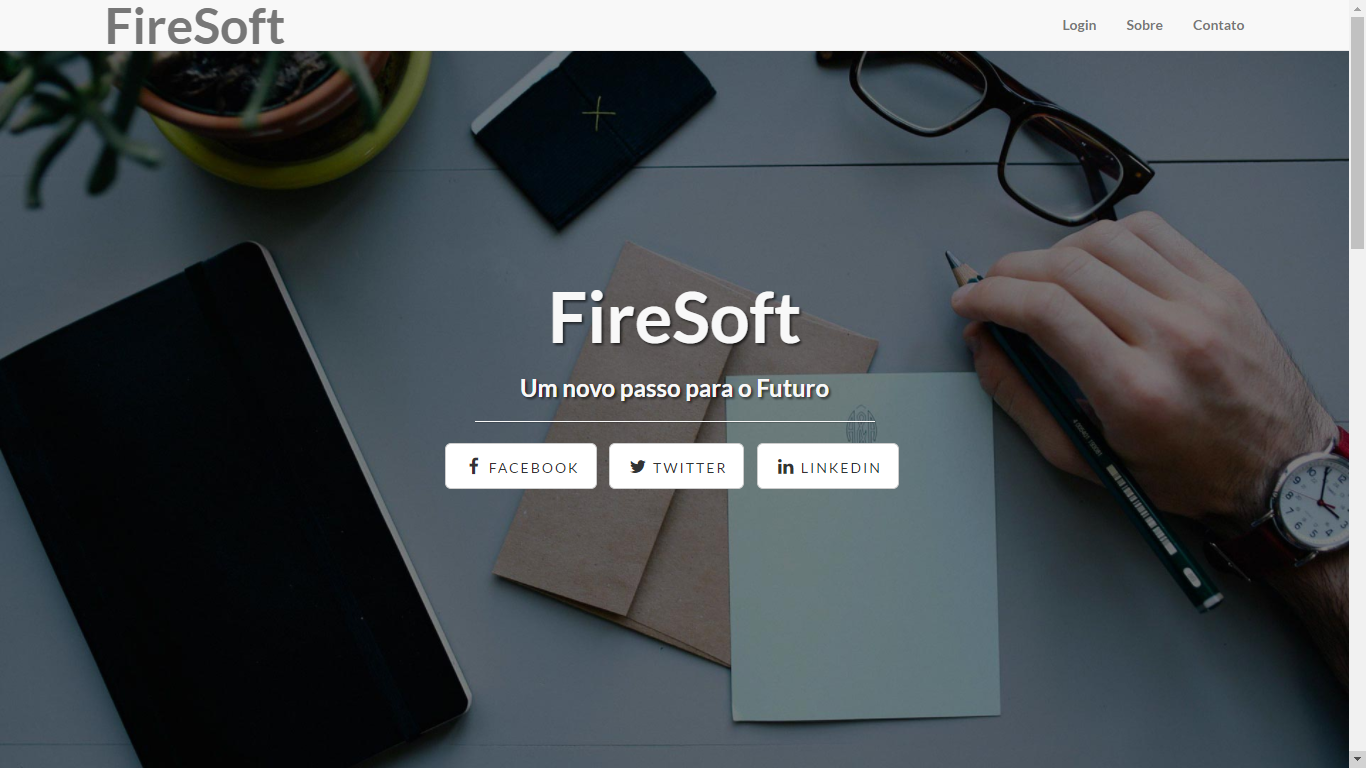 FireSoft
Login Sobre Contato
FireSoft
Um novo passo para o Futuro
FACEBOOK TWITTER LINKEDIN